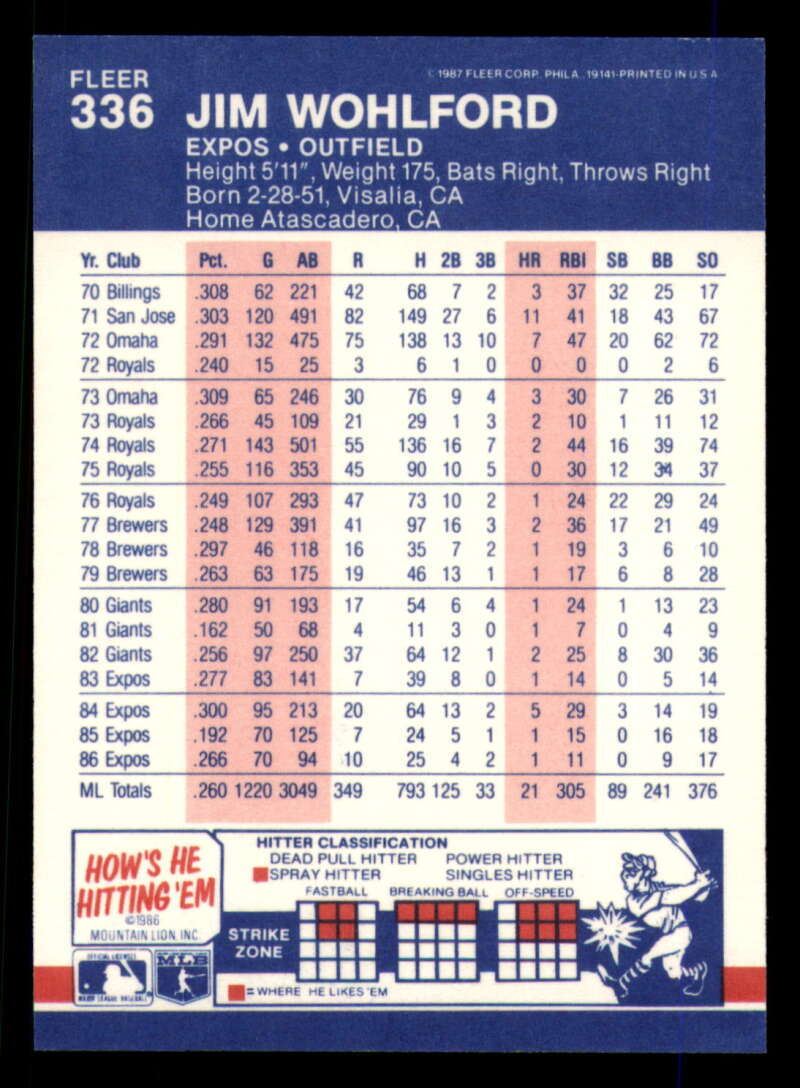 FLEER
336 JIM WOHLFORD
© 1987 FLEER CORP. PHILA., 19141-PRINTED IN U S A
EXPOS • OUTFIELD
Height 5'11", Weight 175, Bats Right, Throws Right
Born 2-28-51, Visalia, CA
Home Atascadero, CA
Yr. Club Pct. G AB R H 2B 3B HR RBI SB BB SO
70 Billings .308 62 221 42 68 7 2 3 37 32 25 17
71 San Jose .303 120 491 82 149 27 6 11 41 18 43 67
72 Omaha .291 132 475 75 138 13 10 7 47 20 62 72
72 Royals .240 15 25 3 6 1 0 0 0 0 2 6
73 Omaha .309 65 246 30 76 9 4 3 30 7 26 31
73 Royals .266 45 109 21 29 1 3 2 10 1 11 12
74 Royals .271 143 501 55 136 16 7 2 44 16 39 74
75 Royals .255 116 353 45 90 10 5 0 30 12 34 37
76 Royals .249 107 293 47 73 10 2 1 24 22 29 24
77 Brewers .248 129 391 41 97 16 3 2 36 17 21 49
78 Brewers .297 46 118 16 35 7 2 1 19 3 6 10
79 Brewers .263 63 175 19 46 13 1 1 17 6 8 28
80 Giants .280 91 193 17 54 6 4 1 24 1 13 23
81 Giants .162 50 68 4 11 3 0 1 7 0 4 9
82 Giants .256 97 250 37 64 12 1 2 25 8 30 36
83 Expos .277 83 141 7 39 8 0 1 14 0 5 14
84 Expos .300 95 213 20 64 13 2 5 29 3 14 19
85 Expos .192 70 125 7 24 5 1 1 15 0 16 18
86 Expos .266 70 94 10 25 4 2 1 11 0 9 17
ML Totals .260 1220 3049 349 793 125 33 21 305 89 241 376
HOW'S HE
HITTING 'EM
©1986
MOUNTAIN LION, INC.
OFFICIAL LICENSEE
MAJOR LEAGUE BASEBALL
MLB
HITTER CLASSIFICATION
DEAD PULL HITTER POWER HITTER
SPRAY HITTER SINGLES HITTER
FASTBALL BREAKING BALL OFF-SPEED
STRIKE
ZONE
= WHERE HE LIKES 'EM